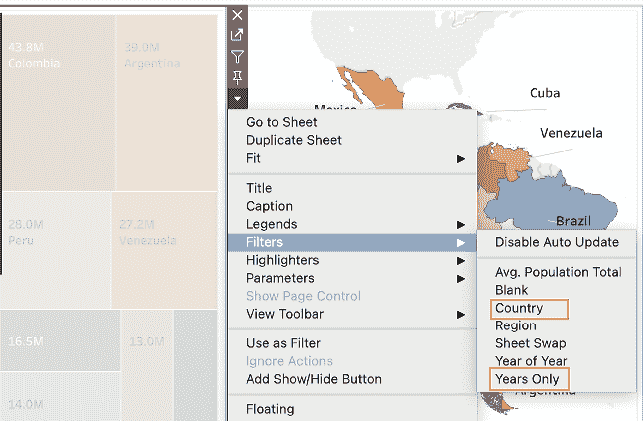 43.8M
Colombia
39.0M
Argentina
28.0M
Peru
27.2M
Venezuela
16.5M
13.0M
14.0M
Mexico
Cuba
Venezuela
Brazil
Argentina
Go to Sheet
Duplicate Sheet
Fit
Title
Caption
Legends
Filters
Highlighters
Parameters
Show Page Control
View Toolbar
Use as Filter
Ignore Actions
Add Show/Hide Button
Floating
Disable Auto Update
Avg. Population Total
Blank
Country
Region
Sheet Swap
Year of Year
Years Only